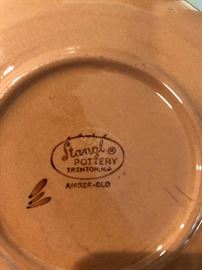 Stangl ®
POTTERY
TRENTON, N.J.
AMBER-GLO